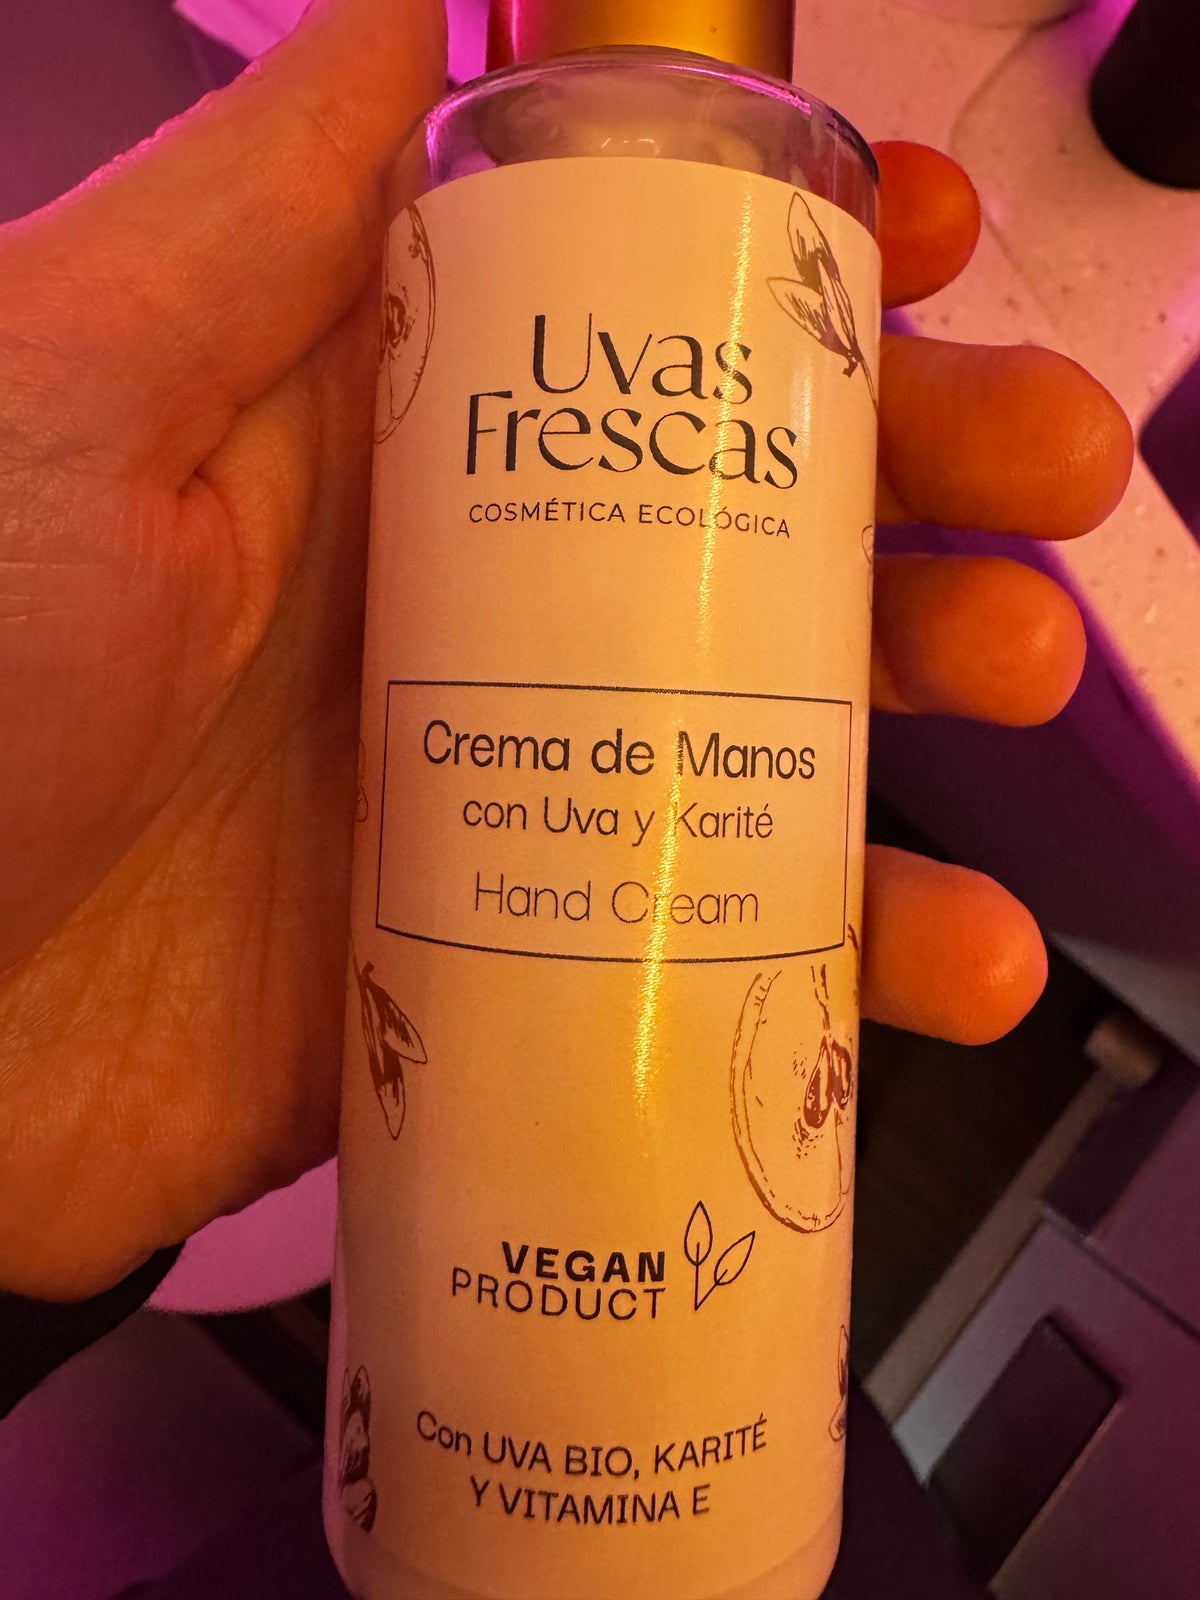 Uvas
Frescas
COSMÉTICA ECOLÓGICA
Crema de Manos
con Uva y Karité
Hand Cream
VEGAN
PRODUCT
Con UVA BIO, KARITÉ
Y VITAMINA E